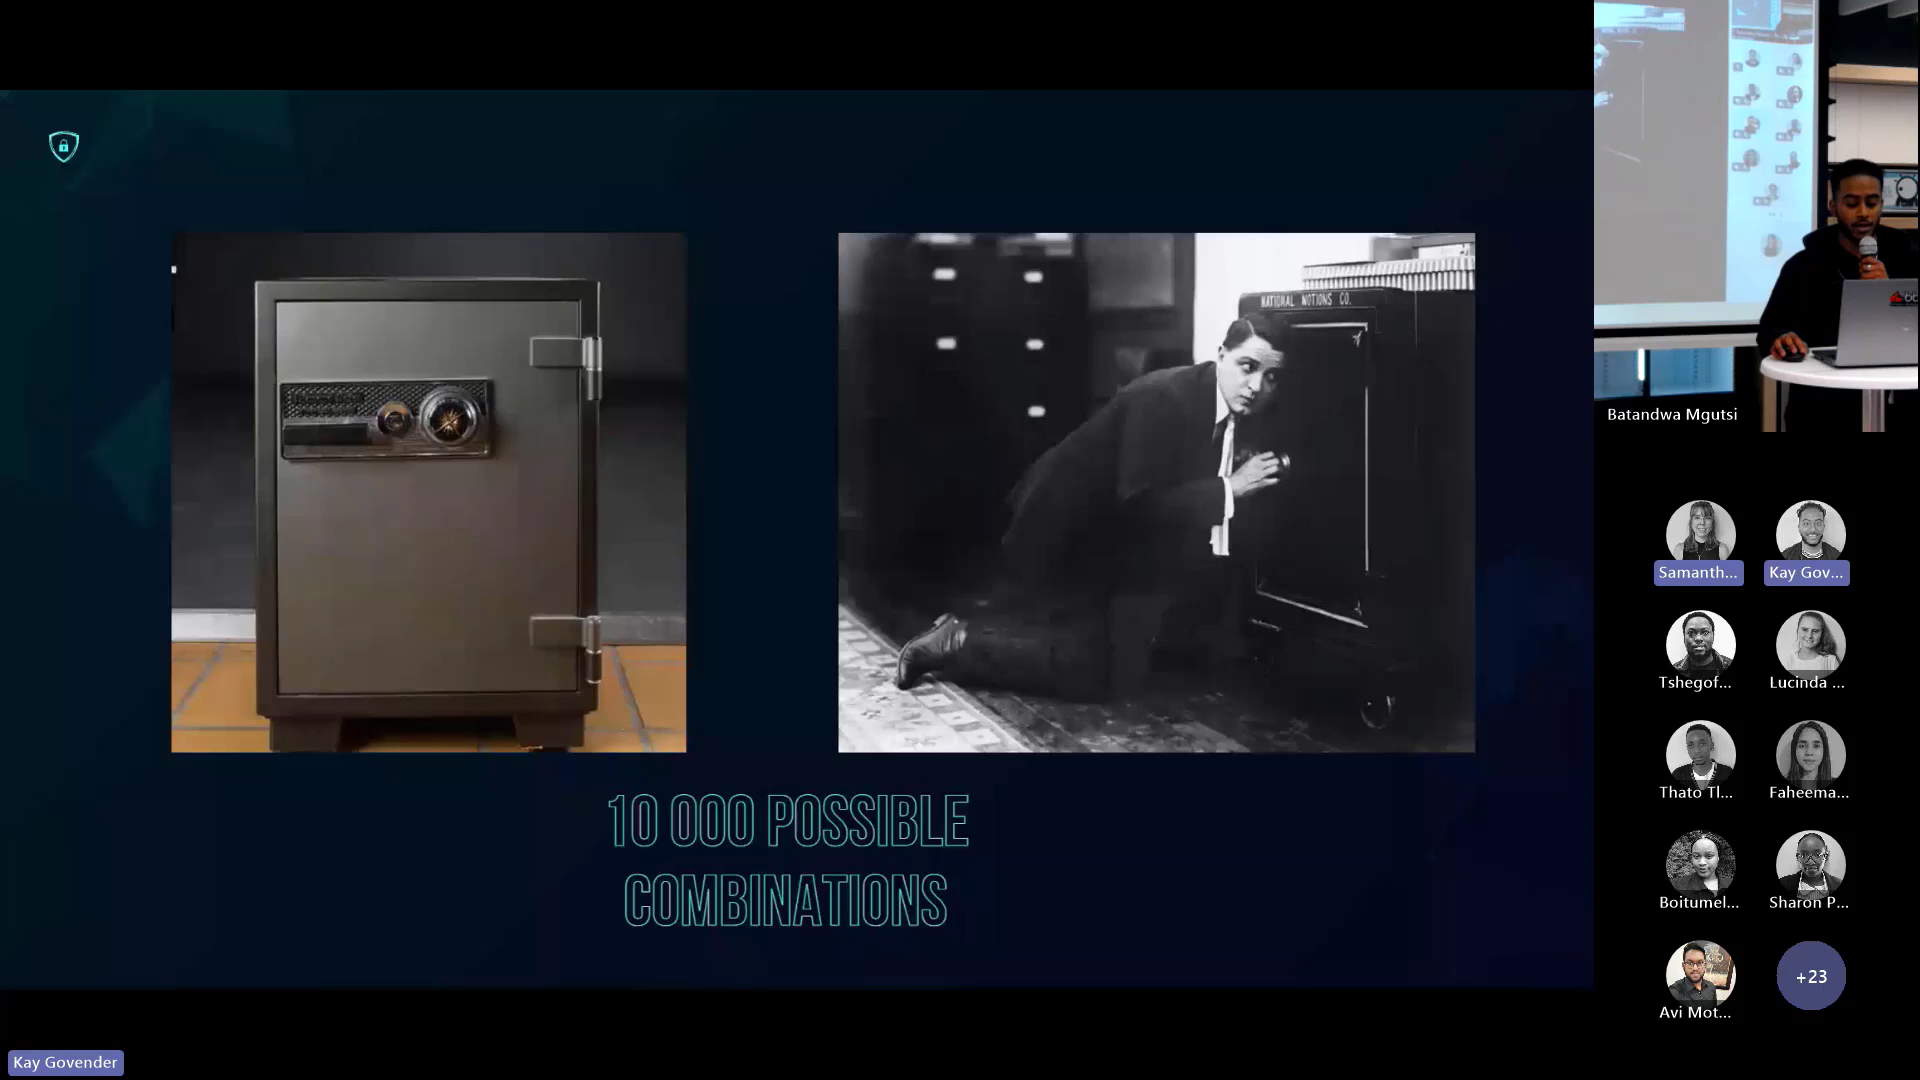 NATIONAL NOTIONS CO.
10 000 POSSIBLE
COMBINATIONS
Kay Govender
Batandwa Mgutsi
Samanth...
Kay Gov...
Tshegof...
Lucinda ...
Thato Tl...
Faheema...
Boitumel...
Sharon P...
Avi Mot...
+23